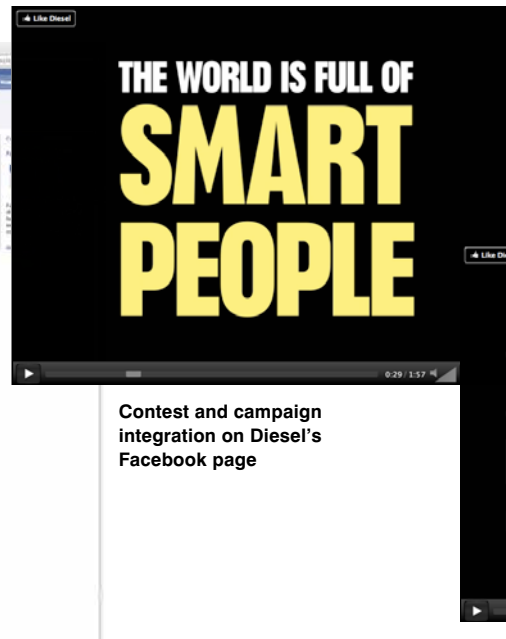 Like Diesel
THE WORLD IS FULL OF
SMART
PEOPLE
Like Die
0:29 / 1:57
Contest and campaign
integration on Diesel's
Facebook page